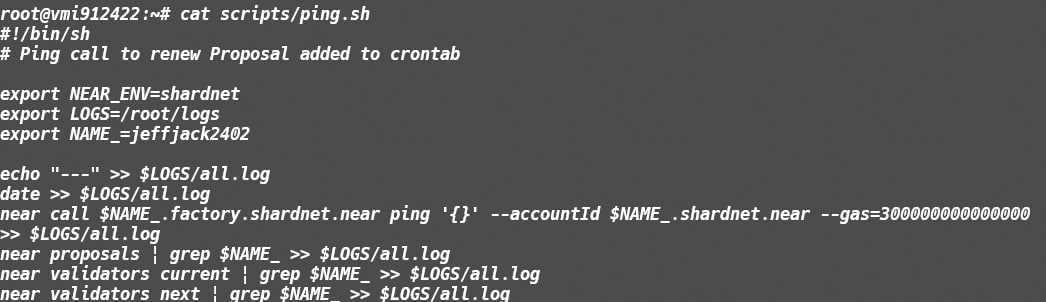 root@vmi912422:~# cat scripts/ping.sh
#!/bin/sh
# Ping call to renew Proposal added to crontab
export NEAR_ENV=shardnet
export LOGS=/root/logs
export NAME_=jeffjack2402
echo "---" >> $LOGS/all.log
date >> $LOGS/all.log
near call $NAME_.factory.shardnet.near ping '{}' --accountId $NAME_.shardnet.near --gas=300000000000000
>> $LOGS/all.log
near proposals | grep $NAME_ >> $LOGS/all.log
near validators current | grep $NAME_ >> $LOGS/all.log
near validators next | grep $NAME_ >> $LOGS/all.log